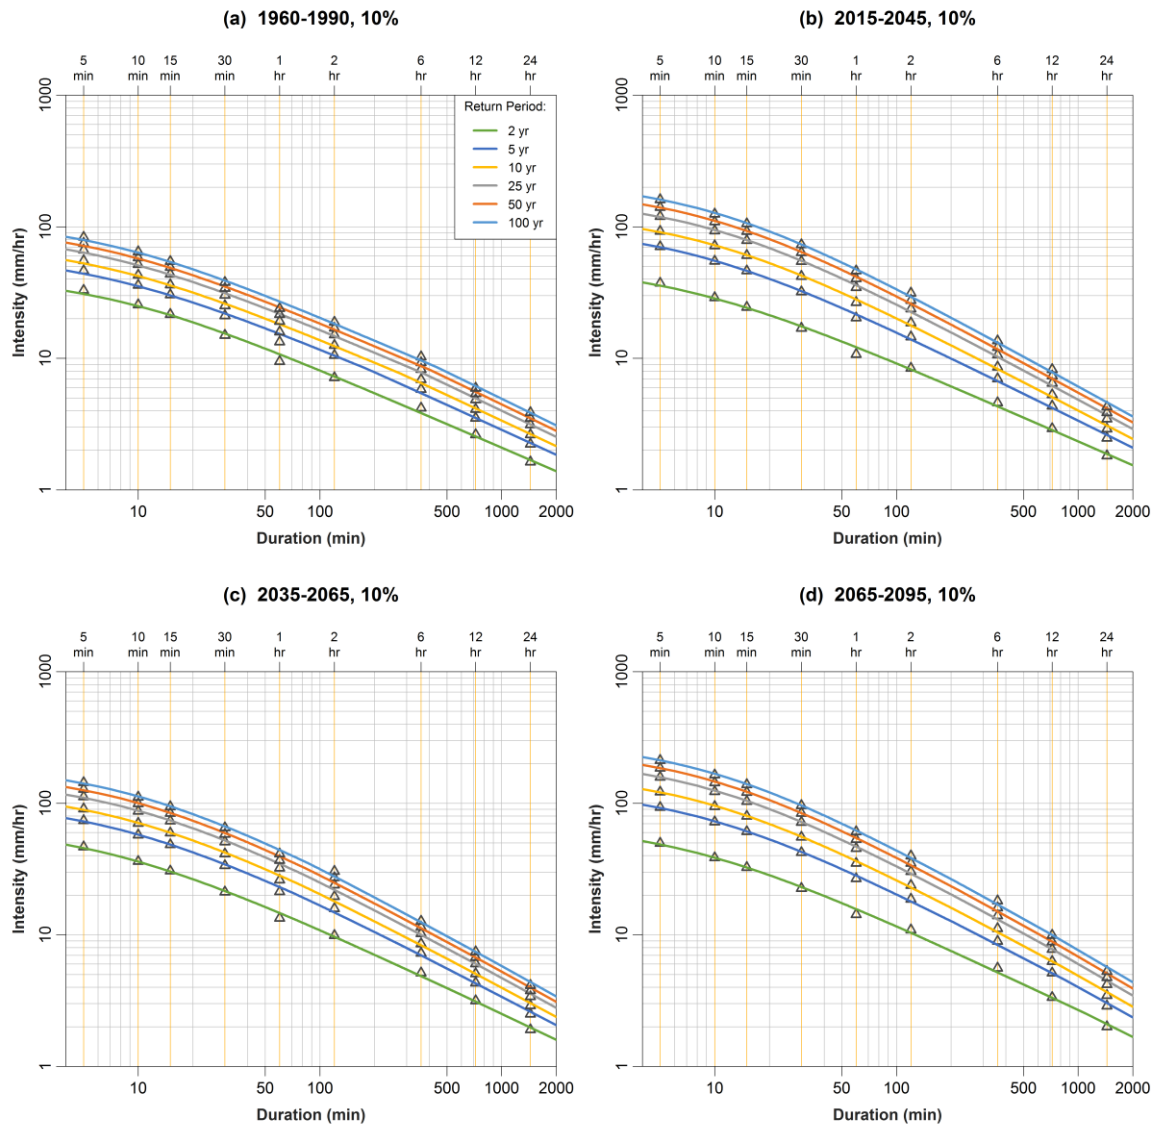 (a) 1960-1990, 10%
5 10 15 30 1 2 6 12 24
min min min min hr hr hr hr hr
1000
100
10
1
Intensity (mm/hr)
Return Period:
2 yr
5 yr
10 yr
25 yr
50 yr
100 yr
10 50 100 500 1000 2000
Duration (min)
(b) 2015-2045, 10%
5 10 15 30 1 2 6 12 24
min min min min hr hr hr hr hr
1000
100
10
1
Intensity (mm/hr)
10 50 100 500 1000 2000
Duration (min)
(c) 2035-2065, 10%
5 10 15 30 1 2 6 12 24
min min min min hr hr hr hr hr
1000
100
10
1
Intensity (mm/hr)
10 50 100 500 1000 2000
Duration (min)
(d) 2065-2095, 10%
5 10 15 30 1 2 6 12 24
min min min min hr hr hr hr hr
1000
100
10
1
Intensity (mm/hr)
10 50 100 500 1000 2000
Duration (min)